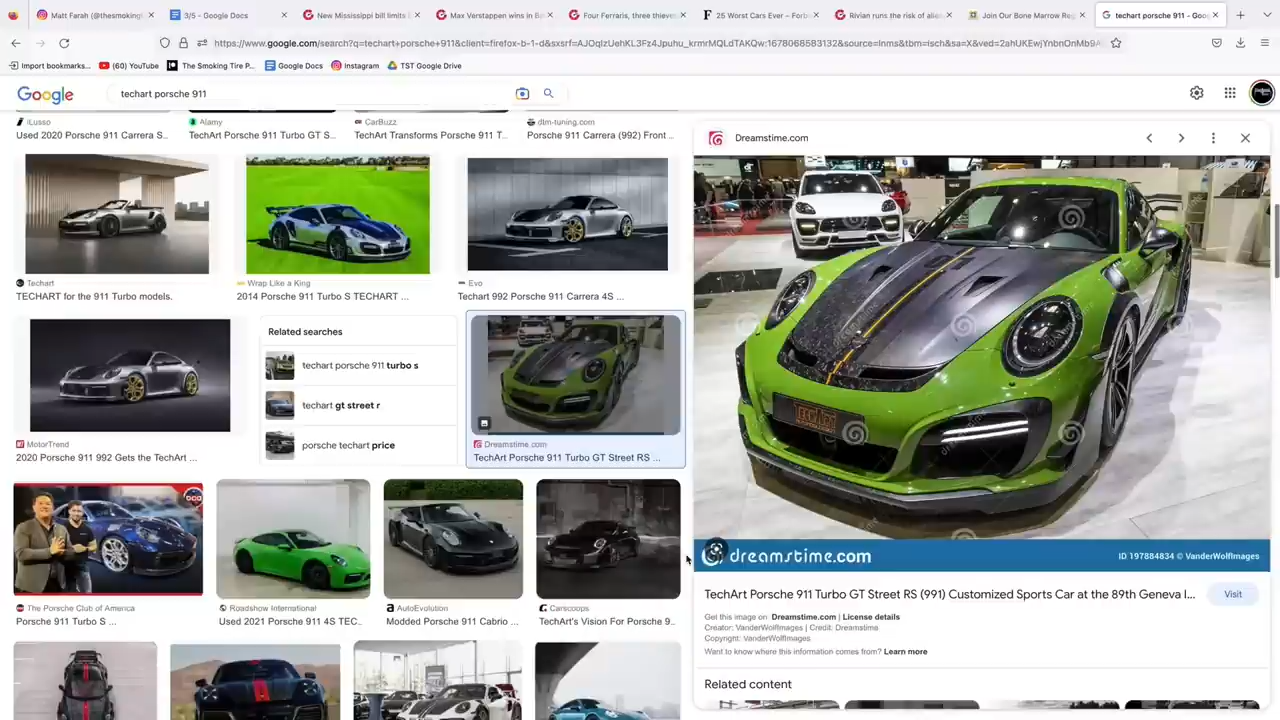 Matt Farah (@thesmoking
3/5 - Google Docs
New Mississippi bill limits E
Max Verstappen wins in Ba
Four Ferraris, three thieves
25 Worst Cars Ever – Forb
Rivian runs the risk of alien
Join Our Bone Marrow Reg
techart porsche 911 - Goog
https://www.google.com/search?q=techart+porsche+911&client=firefox-b-1-d&sxsrf=AJOqlzUehKL3Fz4Jpuhu_krmrMQLdTAKQw:1678068583132&source=lnms&tbm=isch&sa=X&ved=2ahUKEwjYnbnOnMb9A
Import bookmarks...
(60) YouTube
The Smoking Tire P...
Google Docs
Instagram
TST Google Drive
Google
techart porsche 911
iLusso
Used 2020 Porsche 911 Carrera S...
Alamy
TechArt Porsche 911 Turbo GT S...
CarBuzz
TechArt Transforms Porsche 911 T...
dtm-tuning.com
Porsche 911 Carrera (992) Front ...
Techart
TECHART for the 911 Turbo models.
Wrap Like a King
2014 Porsche 911 Turbo S TECHART ...
Evo
Techart 992 Porsche 911 Carrera 4S ...
MotorTrend
2020 Porsche 911 992 Gets the TechArt ...
Related searches
techart porsche 911 turbo s
techart gt street r
porsche techart price
Dreamstime.com
TechArt Porsche 911 Turbo GT Street RS ...
The Porsche Club of America
Porsche 911 Turbo S ...
Roadshow International
Used 2021 Porsche 911 4S TEC...
AutoEvolution
Modded Porsche 911 Cabrio ...
Carscoops
TechArt's Vision For Porsche 9...
Dreamstime.com
TechArt
dreamstime.com
ID 197884834 © VanderWolfImages
TechArt Porsche 911 Turbo GT Street RS (991) Customized Sports Car at the 89th Geneva I...
Visit
Get this image on: Dreamstime.com | License details
Creator: VanderWolfImages | Credit: Dreamstime
Copyright: VanderWolfImages
Want to know where this information comes from? Learn more
Related content